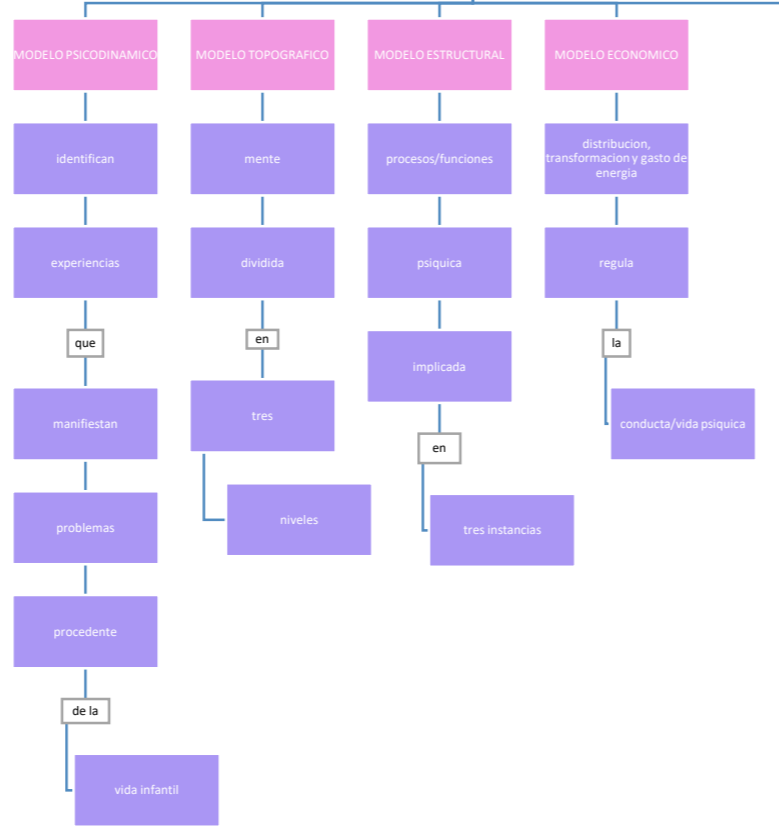 MODELO PSICODINAMICO
identifican
experiencias
que
manifiestan
problemas
procedente
de la
vida infantil
MODELO TOPOGRAFICO
mente
dividida
en
tres
niveles
MODELO ESTRUCTURAL
procesos/funciones
psiquica
implicada
en
tres instancias
MODELO ECONOMICO
distribucion,
transformacion y gasto de
energia
regula
la
conducta/vida psiquica